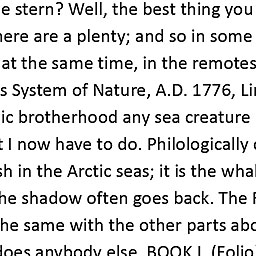 e stern? Well, the best thing you
ere are a plenty; and so in some
at the same time, in the remotes
s System of Nature, A.D. 1776, Li
ic brotherhood any sea creature
I now have to do. Philologically
sh in the Arctic seas; it is the wha
he shadow often goes back. The
he same with the other parts abo
does anybody else. BOOK I. (Folio